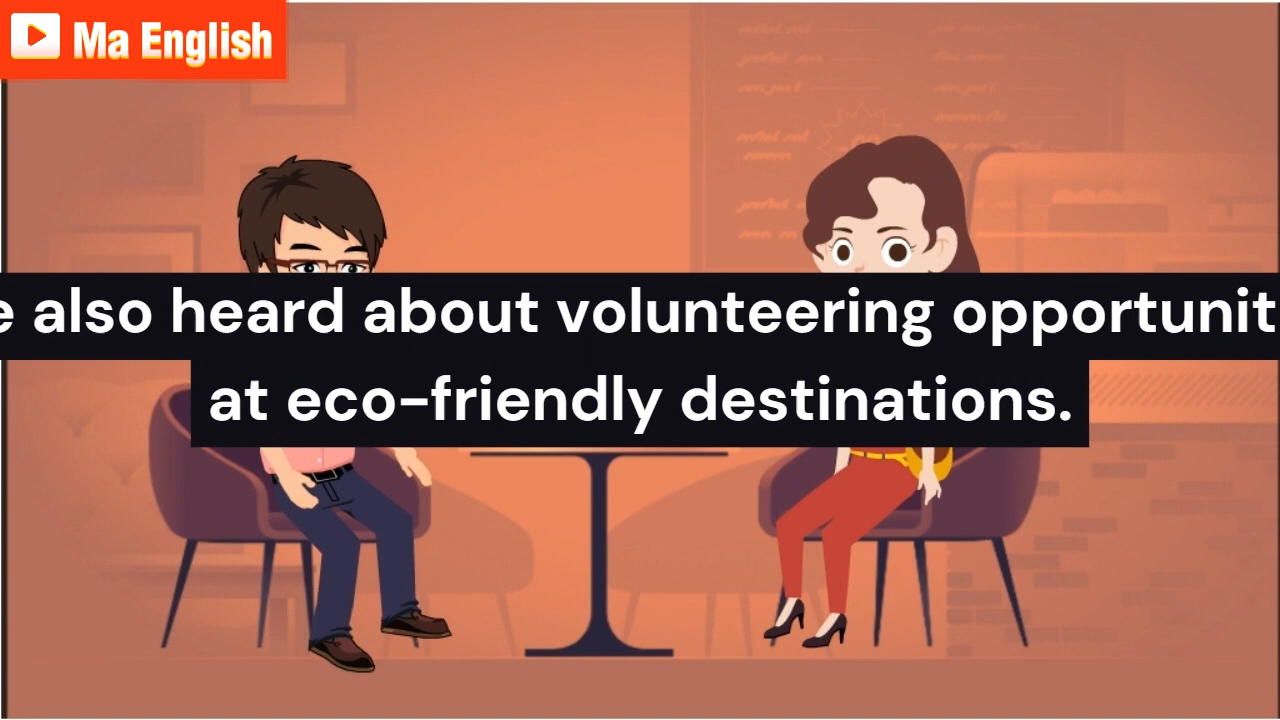 Ma English
e also heard about volunteering opportunit
at eco-friendly destinations.